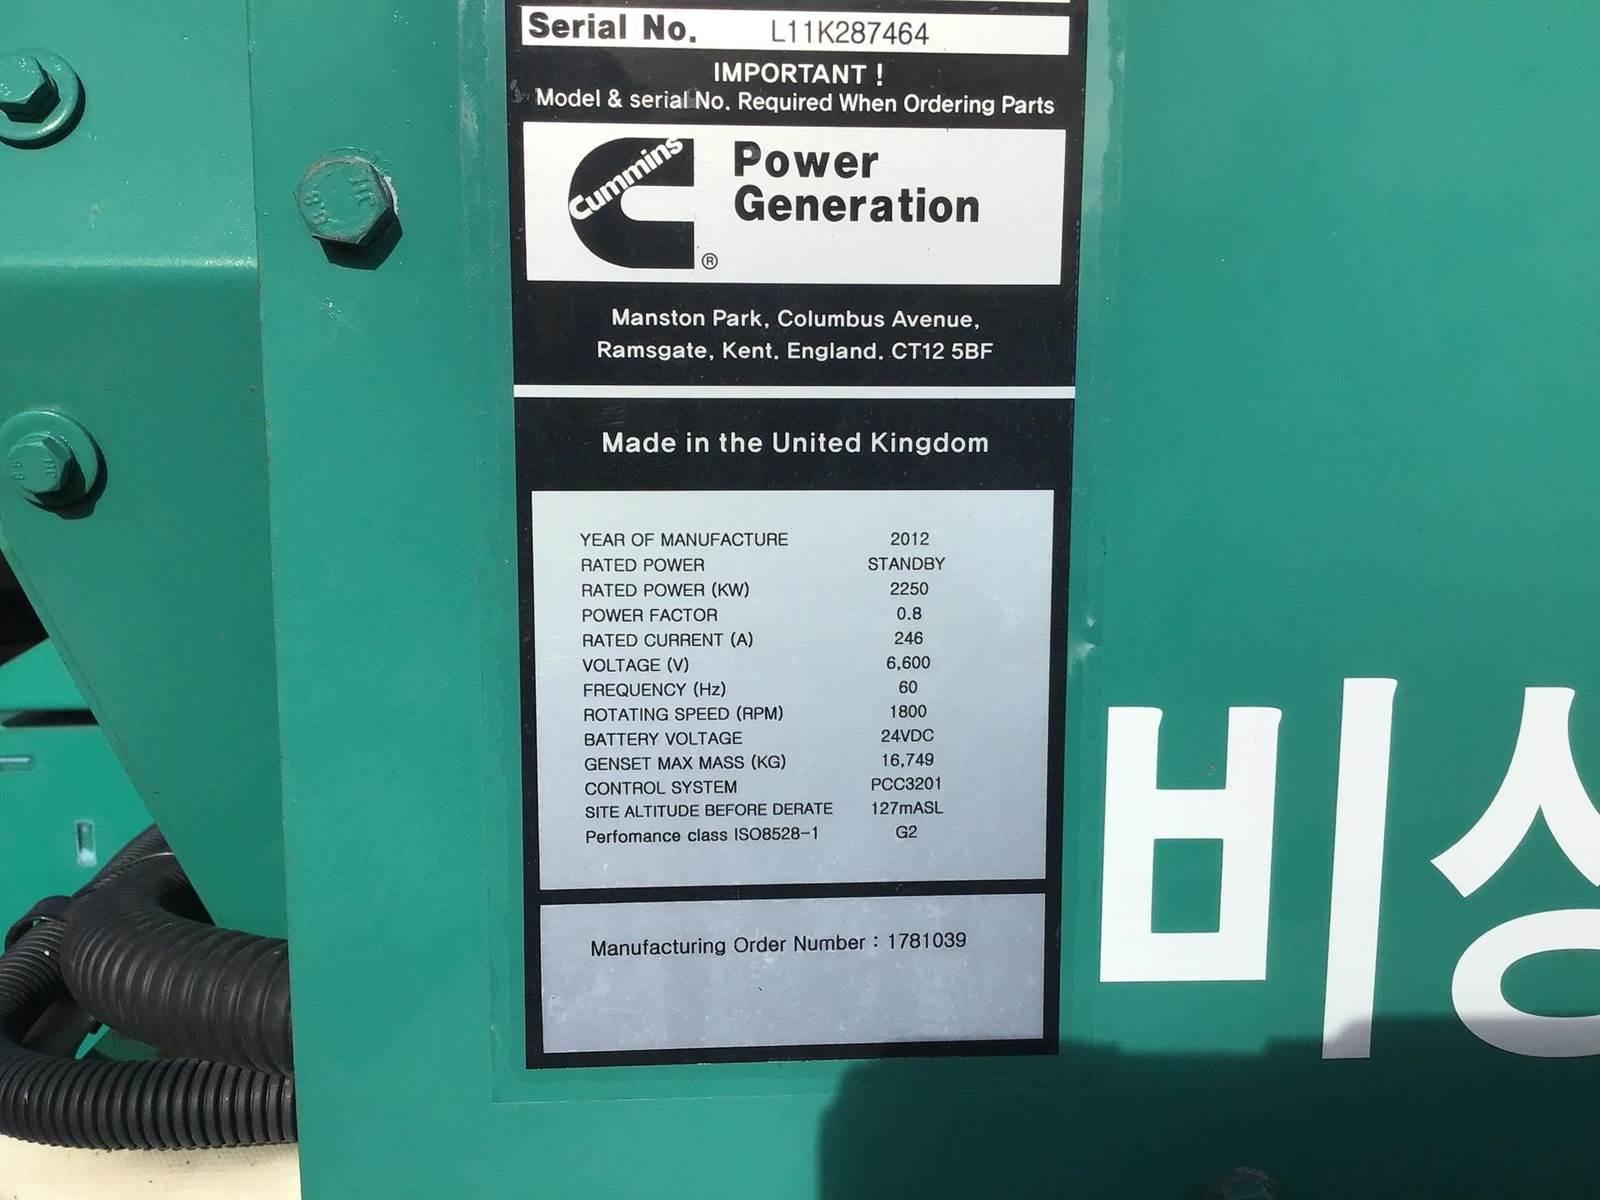 Serial No. L11K287464
IMPORTANT !
Model & serial No. Required When Ordering Parts
Cummins
Power
Generation
®
Manston Park, Columbus Avenue,
Ramsgate, Kent. England. CT12 5BF
Made in the United Kingdom
YEAR OF MANUFACTURE 2012
RATED POWER STANDBY
RATED POWER (KW) 2250
POWER FACTOR 0.8
RATED CURRENT (A) 246
VOLTAGE (V) 6,600
FREQUENCY (Hz) 60
ROTATING SPEED (RPM) 1800
BATTERY VOLTAGE 24VDC
GENSET MAX MASS (KG) 16,749
CONTROL SYSTEM PCC3201
SITE ALTITUDE BEFORE DERATE 127mASL
Perfomance class ISO8528-1 G2
Manufacturing Order Number : 1781039
비상
8.8